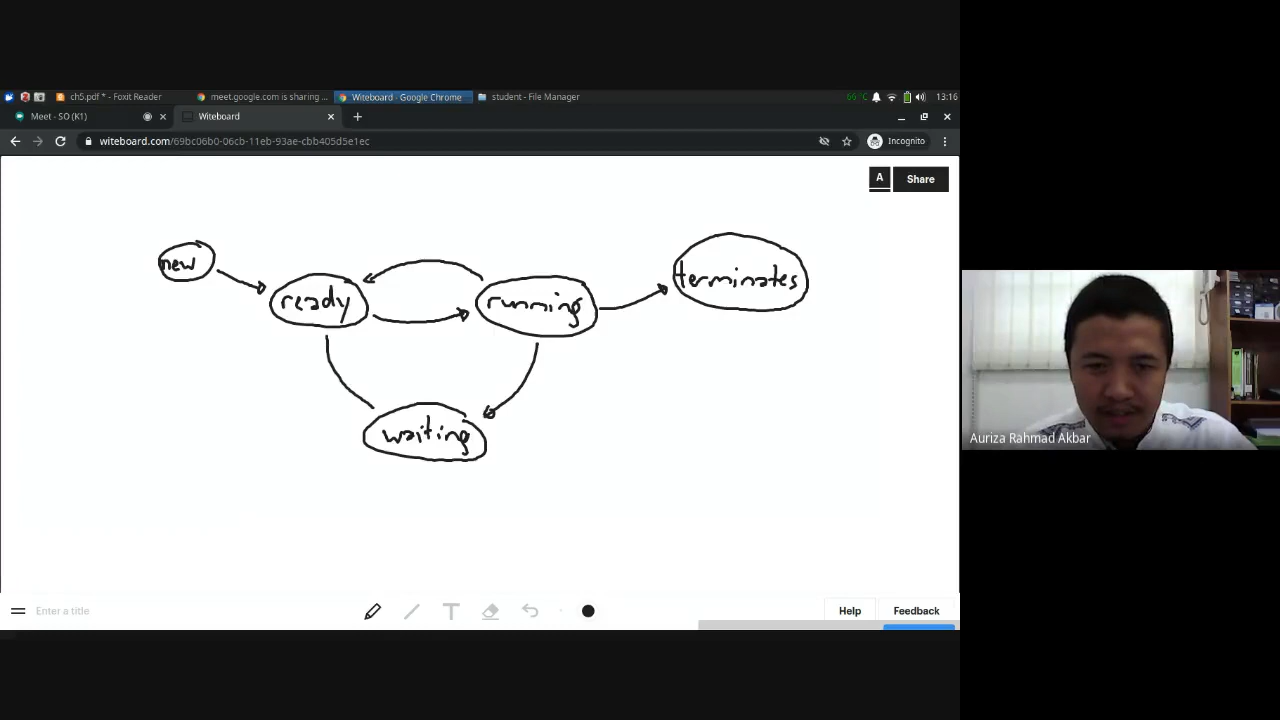 ch5.pdf * - Foxit Reader
meet.google.com is sharing ...
Witeboard - Google Chrome
student - File Manager
66°C
13:16
Meet - SO (K1)
Witeboard
witeboard.com/69bc06b0-06cb-11eb-93ae-cbb405d5e1ec
Incognito
A
Share
new
ready
running
terminates
waiting
Auriza Rahmad Akbar
Enter a title
T
Help
Feedback